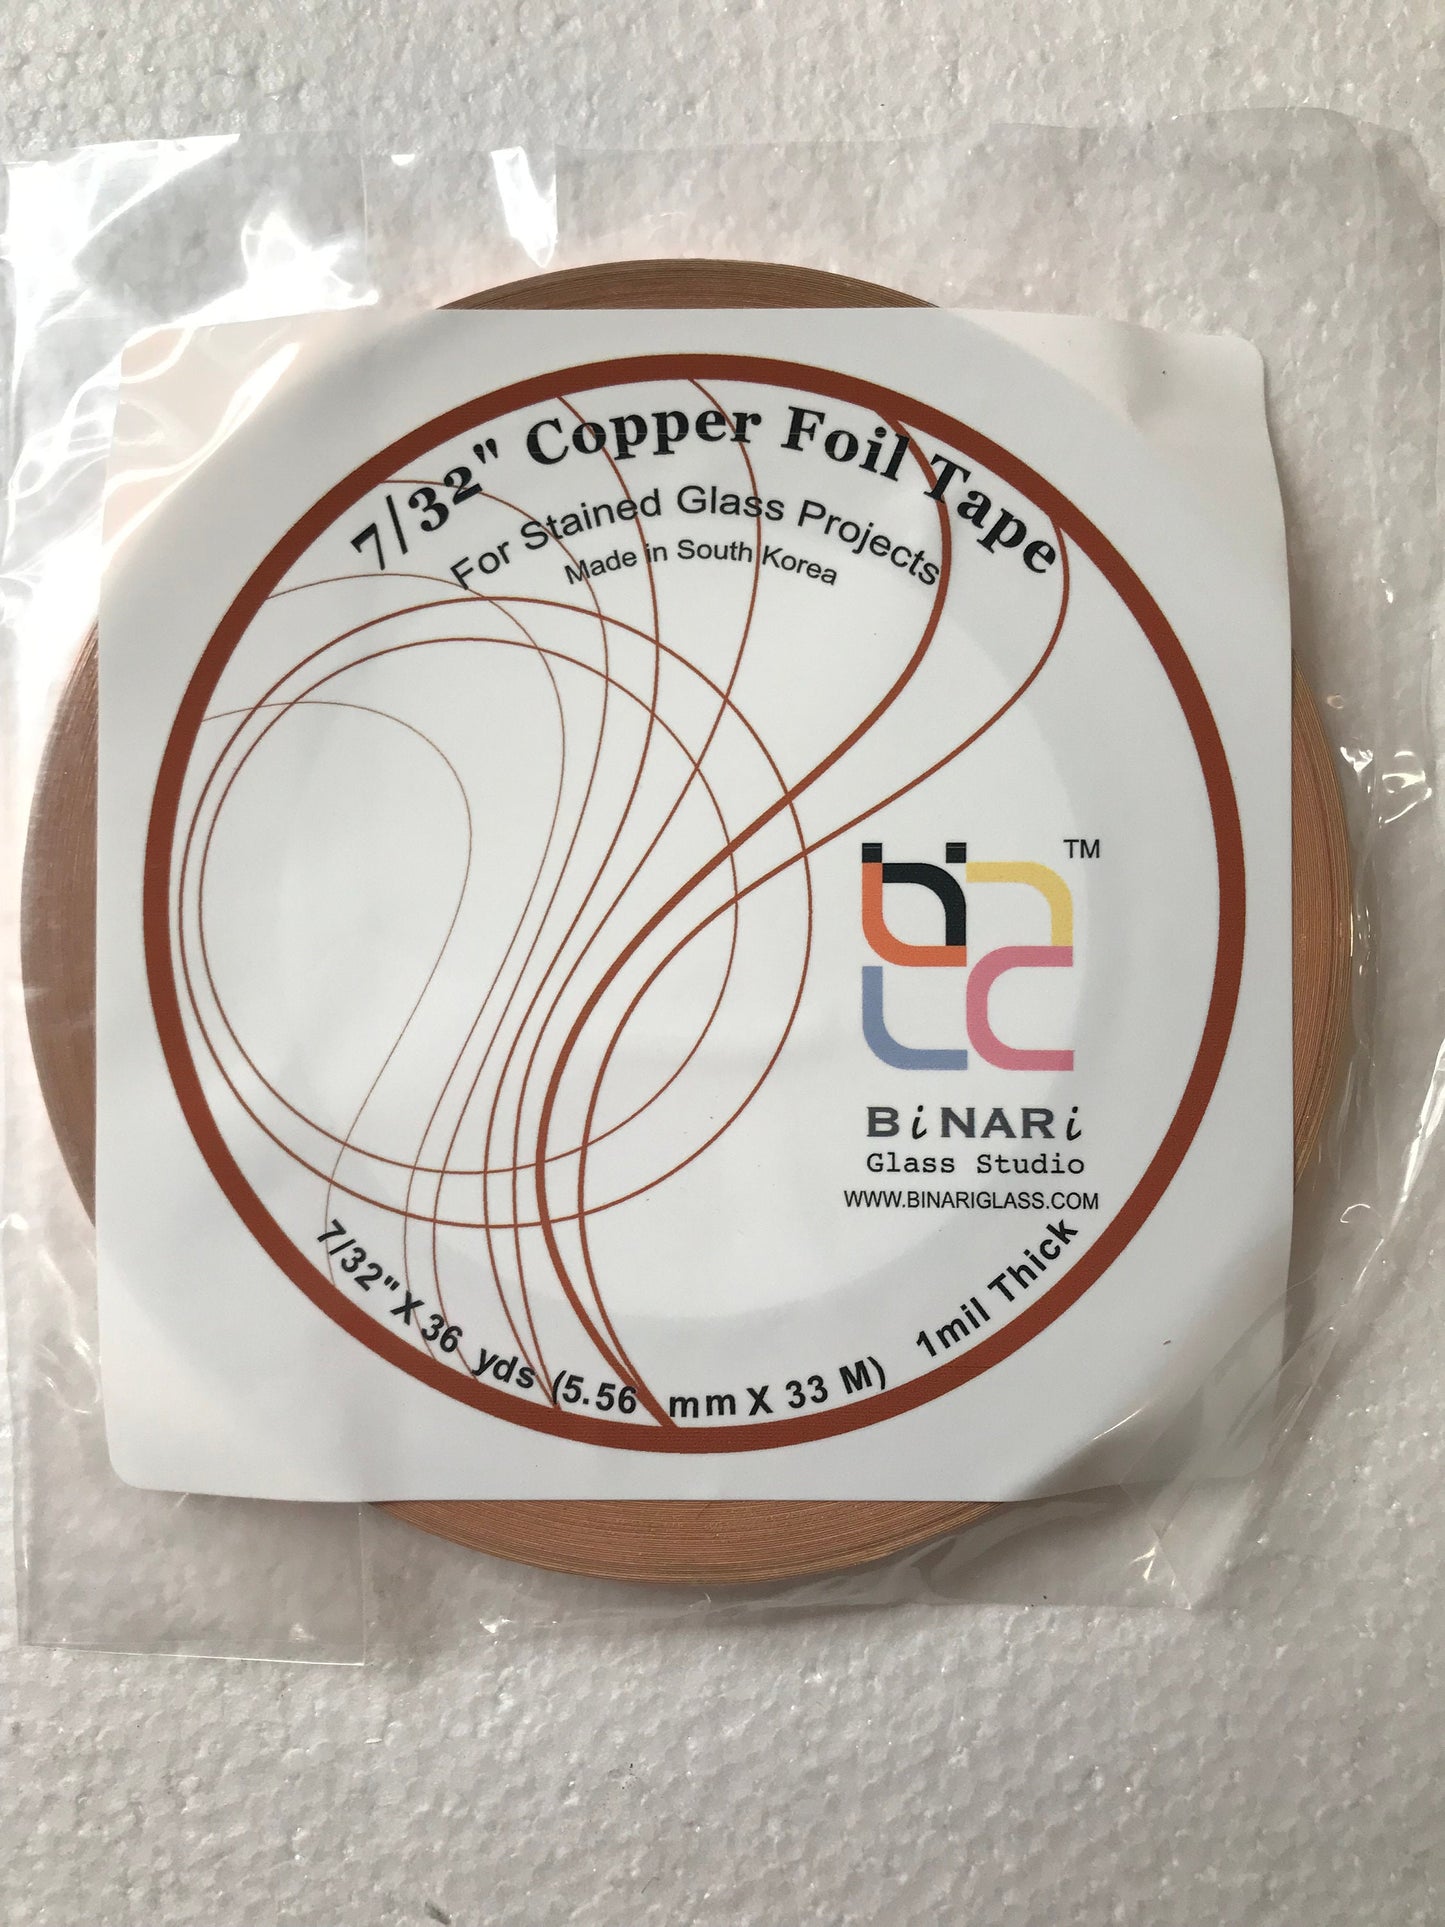 7/32" Copper Foil Tape
For Stained Glass Projects
Made in South Korea
TM
BiNARi
Glass Studio
WWW.BINARIGLASS.COM
7/32" X 36 yds (5.56 mm X 33 M) 1mil Thick